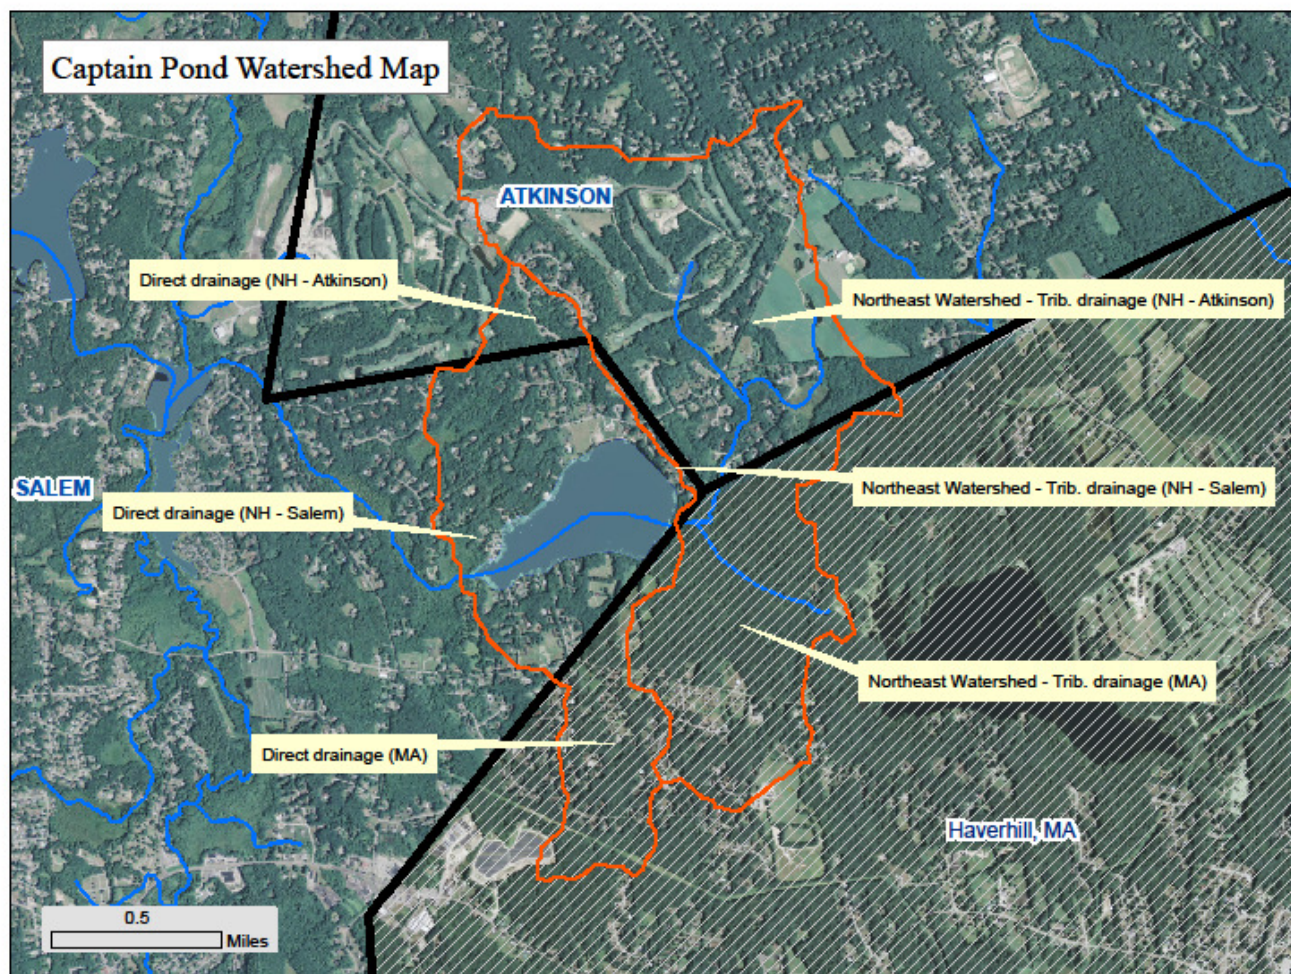 Captain Pond Watershed Map
ATKINSON
Direct drainage (NH - Atkinson)
Northeast Watershed - Trib. drainage (NH - Atkinson)
SALEM
Northeast Watershed - Trib. drainage (NH - Salem)
Direct drainage (NH - Salem)
Northeast Watershed - Trib. drainage (MA)
Direct drainage (MA)
Haverhill, MA
0.5
Miles